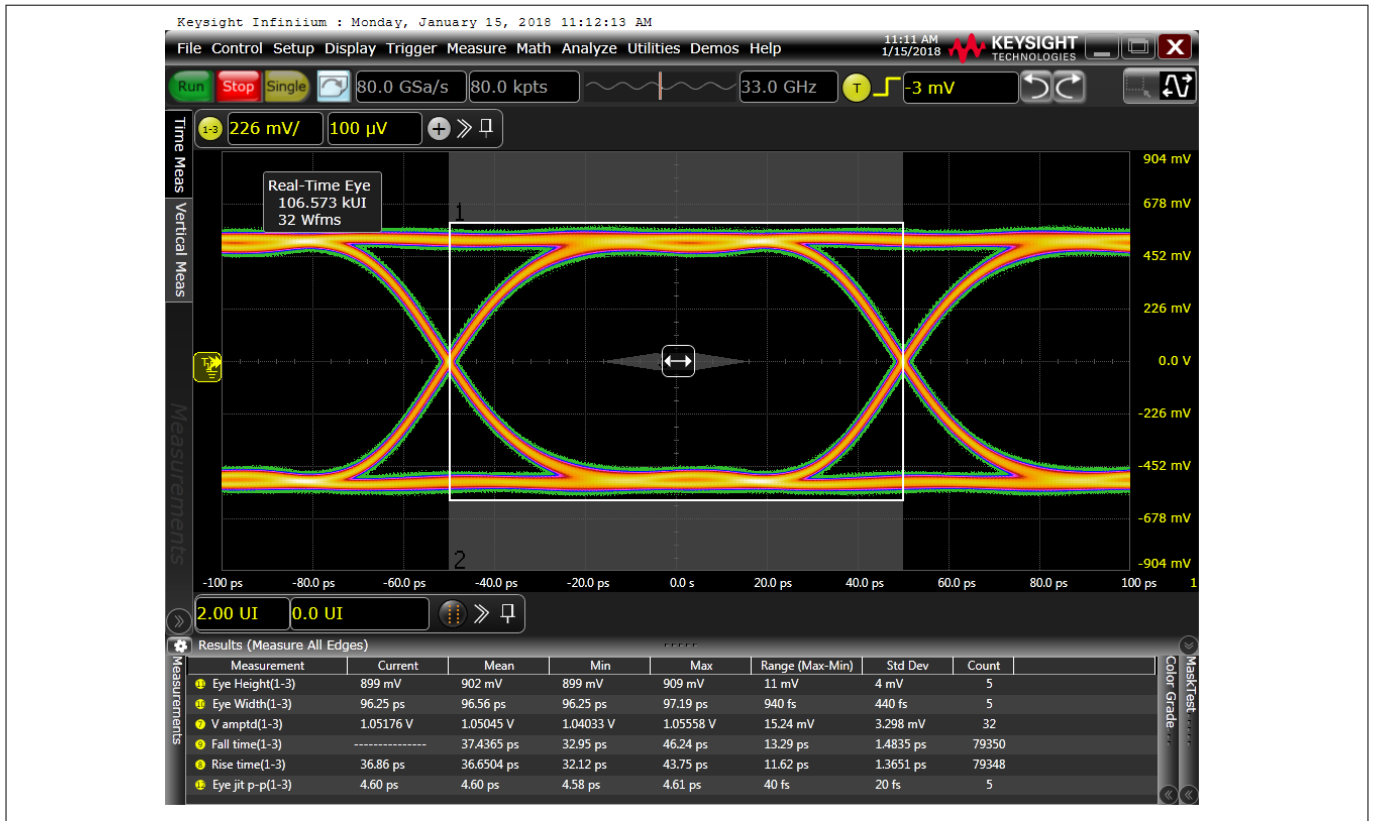 Keysight Infiniium : Monday, January 15, 2018 11:12:13 AM
File Control Setup Display Trigger Measure Math Analyze Utilities Demos Help
11:11 AM
1/15/2018
KEYSIGHT
TECHNOLOGIES
X
Run Stop Single 80.0 GSa/s 80.0 kpts 33.0 GHz T -3 mV
Time Meas
Vertical Meas
Measurements
1-3 226 mV/ 100 µV +
Real-Time Eye
106.573 kUI
32 Wfms
1
2
904 mV
678 mV
452 mV
226 mV
0.0 V
-226 mV
-452 mV
-678 mV
-904 mV
-100 ps -80.0 ps -60.0 ps -40.0 ps -20.0 ps 0.0 s 20.0 ps 40.0 ps 60.0 ps 80.0 ps 100 ps 1
2.00 UI 0.0 UI
Results (Measure All Edges)
Measurements
Measurement Current Mean Min Max Range (Max-Min) Std Dev Count
11 Eye Height(1-3) 899 mV 902 mV 899 mV 909 mV 11 mV 4 mV 5
10 Eye Width(1-3) 96.25 ps 96.56 ps 96.25 ps 97.19 ps 940 fs 440 fs 5
7 V amptd(1-3) 1.05176 V 1.05045 V 1.04033 V 1.05558 V 15.24 mV 3.298 mV 32
9 Fall time(1-3) --------------- 37.4365 ps 32.95 ps 46.24 ps 13.29 ps 1.4835 ps 79350
8 Rise time(1-3) 36.86 ps 36.6504 ps 32.12 ps 43.75 ps 11.62 ps 1.3651 ps 79348
12 Eye jit p-p(1-3) 4.60 ps 4.60 ps 4.58 ps 4.61 ps 40 fs 20 fs 5
Color Grade
MaskTest